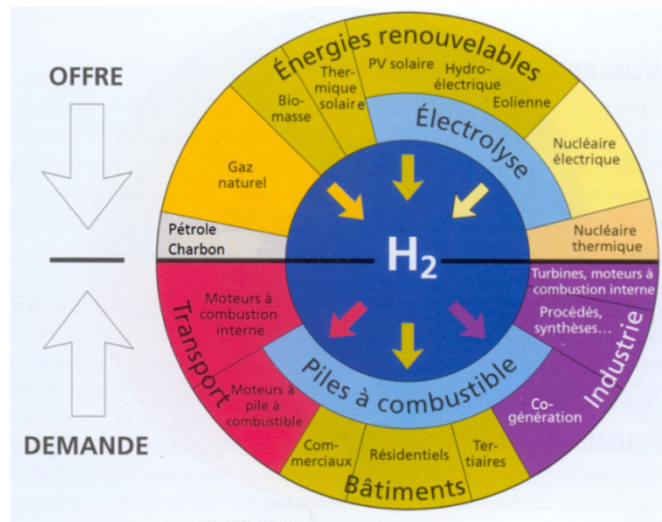 OFFRE
Énergies renouvelables
Bio-
masse
Ther-
mique
solaire
PV solaire
Hydro-
électrique
Eolienne
Électrolyse
Nucléaire
électrique
Gaz
naturel
Pétrole
Charbon
Nucléaire
thermique
H2
Turbines, moteurs à
combustion interne
Procédés,
synthèses...
Industrie
Co-
génération
Transport
Moteurs à
combustion
interne
Moteurs à
pile à
combustible
Piles à combustible
Com-
merciaux
Résidentiels
Ter-
tiaires
Bâtiments
DEMANDE